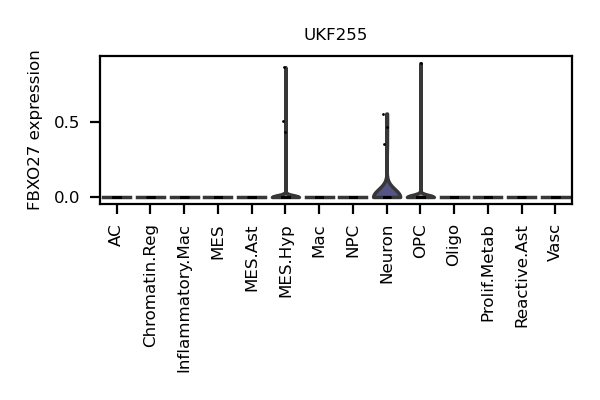 UKF255
FBXO27 expression
0.5
0.0
AC
Chromatin.Reg
Inflammatory.Mac
MES
MES.Ast
MES.Hyp
Mac
NPC
Neuron
OPC
Oligo
Prolif.Metab
Reactive.Ast
Vasc